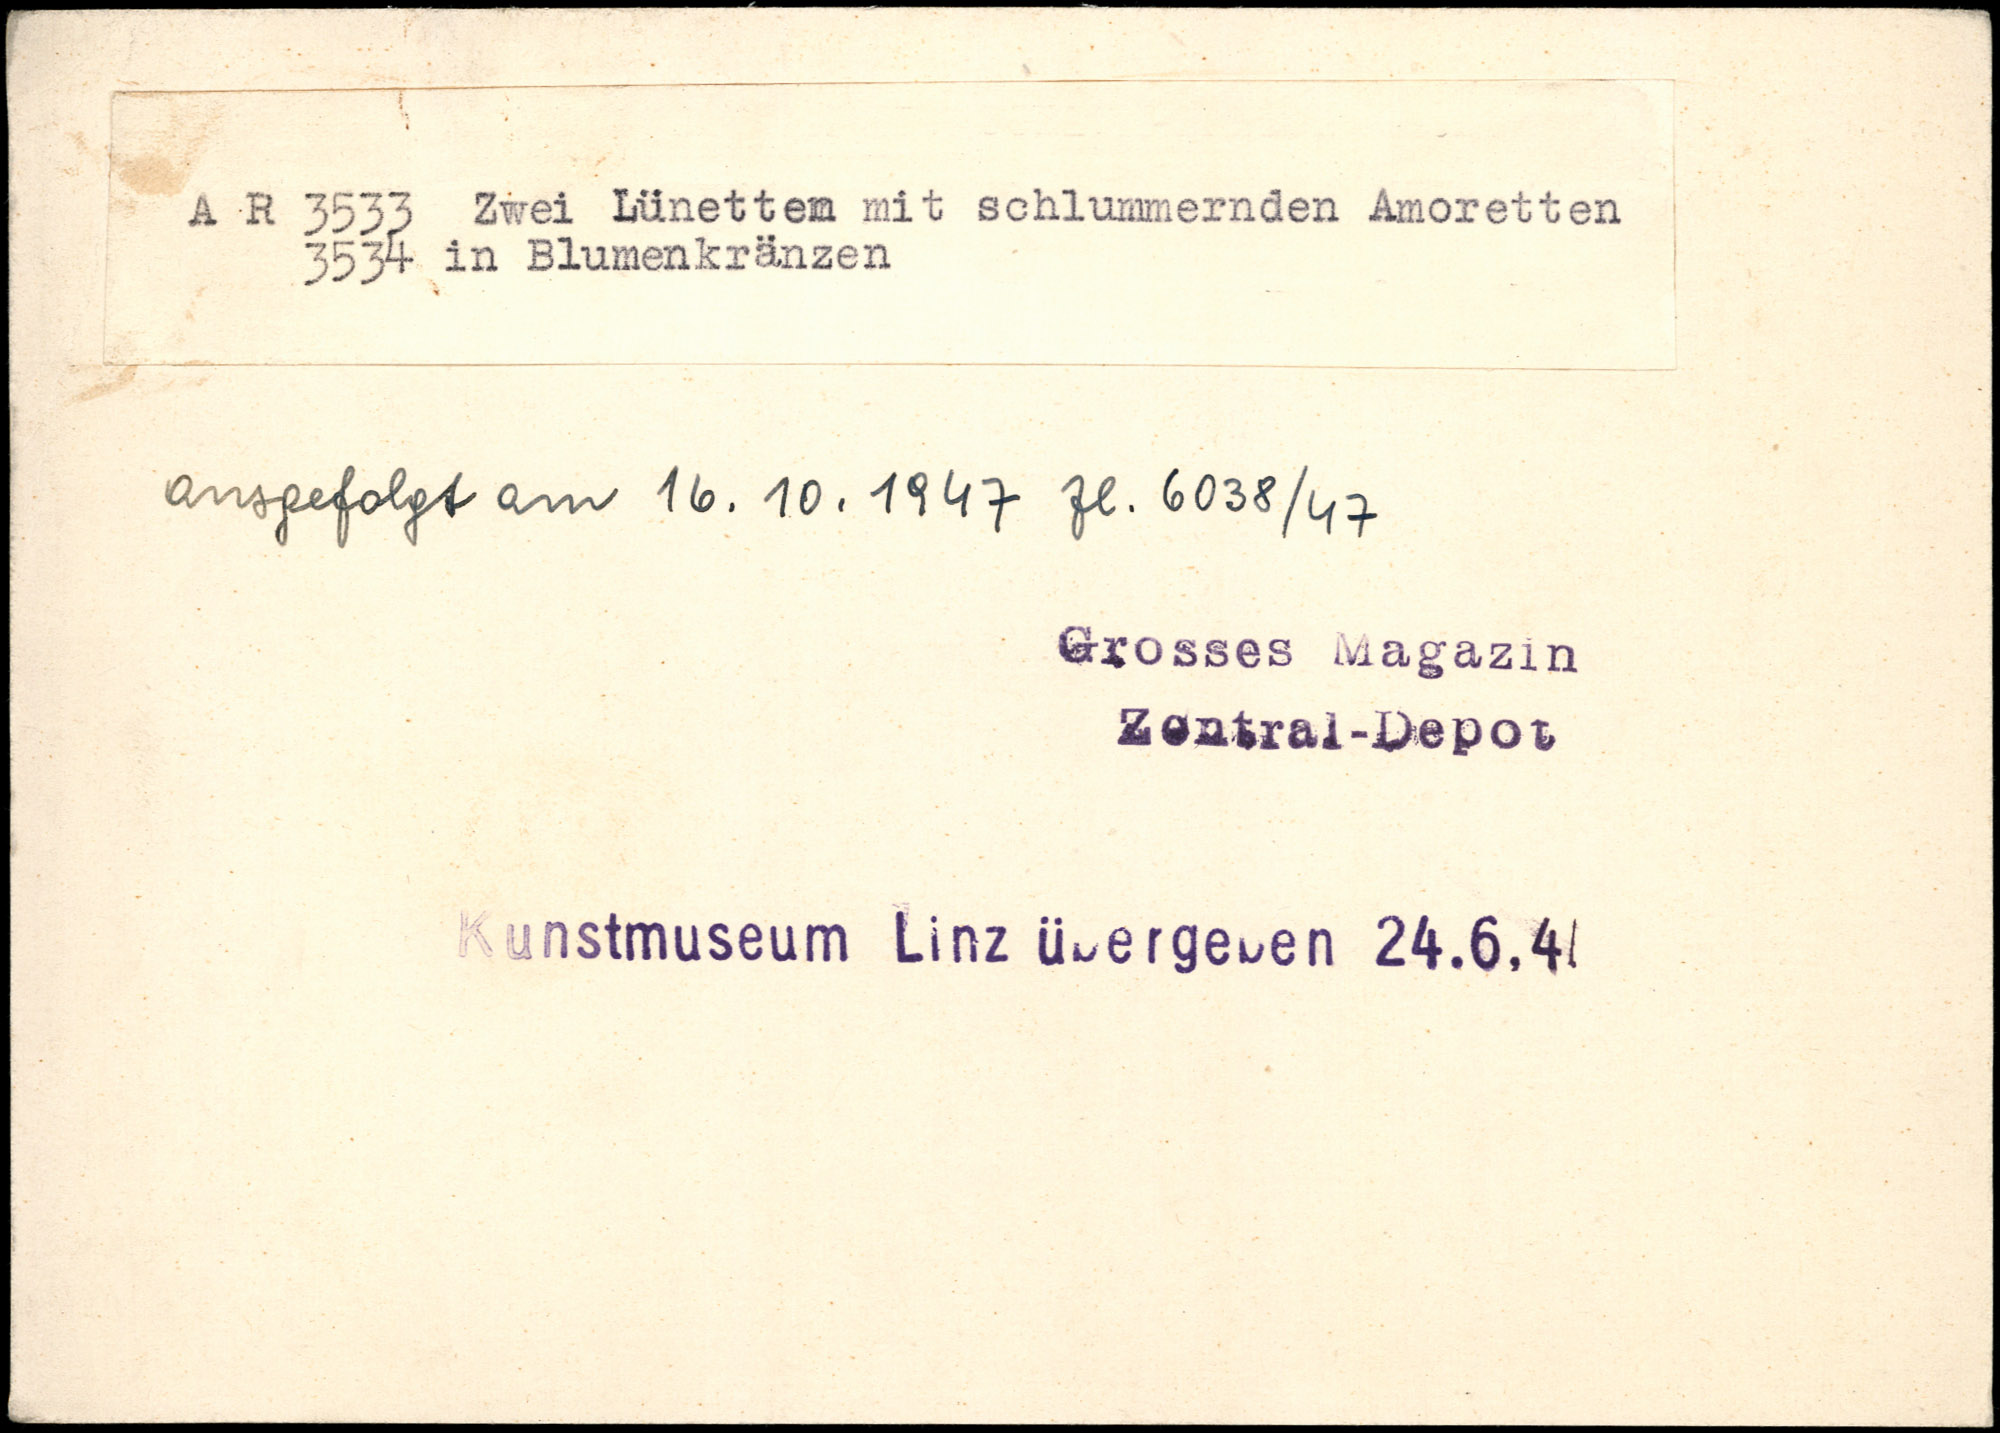 A R 3533 Zwei Lünetten mit schlummernden Amoretten
3534 in Blumenkränzen
ausgefolgt am 16. 10. 1947 Zl. 6038/47
Grosses Magazin
Zentral-Depot
Kunstmuseum Linz übergeben 24.6.41